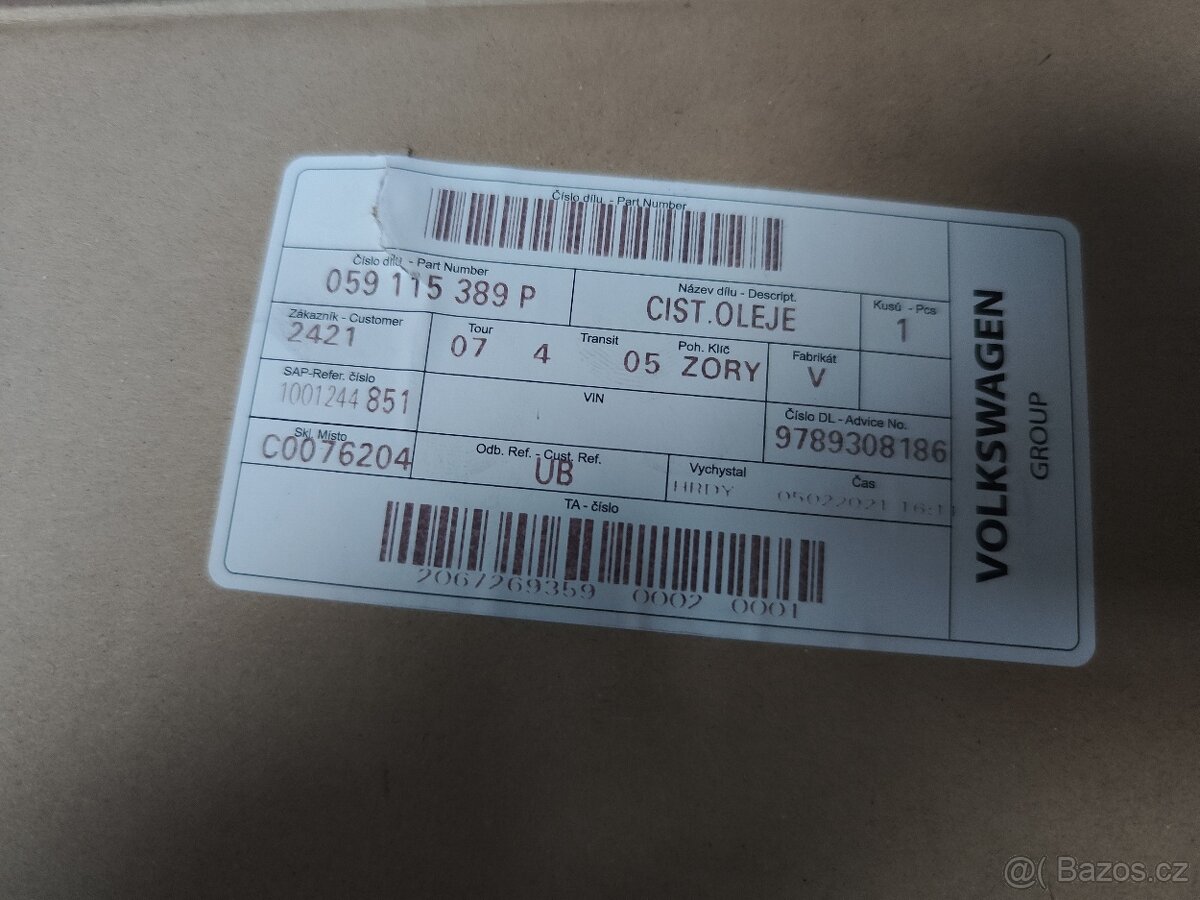 Číslo dílu - Part Number
Číslo dílu - Part Number
059 115 389 P
Název dílu - Descript.
CIST.OLEJE
Kusů - Pcs
1
Zákazník - Customer
2421
Tour
07 4
Transit
05
Poh. Klíč
ZORY
Fabrikát
V
SAP-Refer. číslo
1001244 851
VIN
Číslo DL - Advice No.
9789308186
Skl. Místo
C0076204
Odb. Ref. - Cust. Ref.
UB
Vychystal
HRDY
Čas
05022021
TA - číslo
2067269359 0002 0001
VOLKSWAGEN
GROUP
@( Bazos.cz